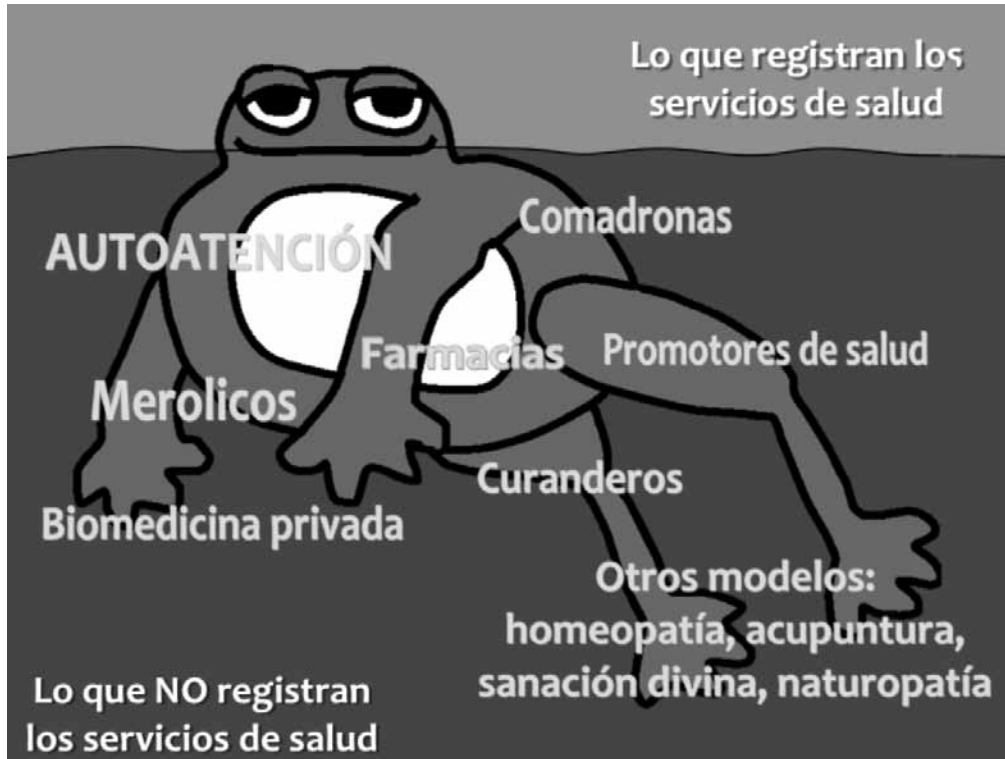 Lo que registran los
servicios de salud
Comadronas
AUTOATENCIÓN
Farmacias
Promotores de salud
Merolicos
Curanderos
Biomedicina privada
Otros modelos:
homeopatía, acupuntura,
sanación divina, naturopatía
Lo que NO registran
los servicios de salud